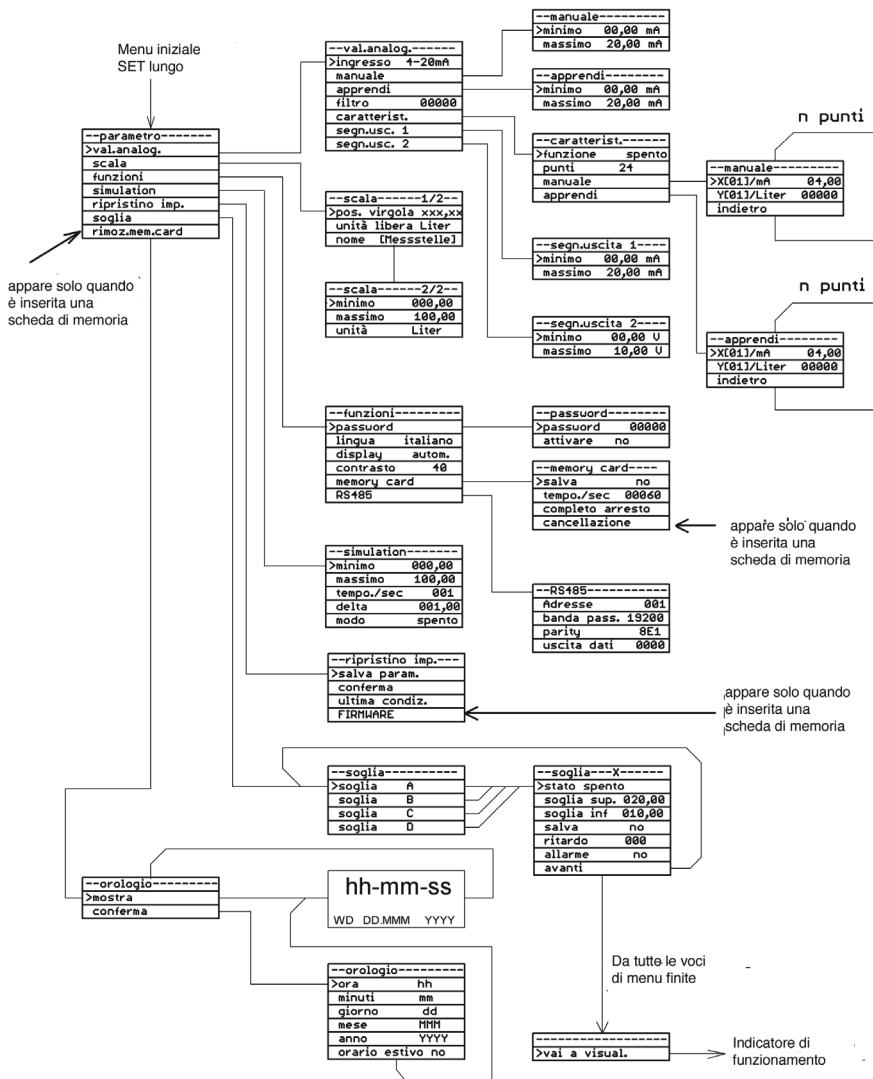 Menu iniziale
SET lungo
--parametro-------
>val.analog.
scala
funzioni
simulation
ripristino imp.
soglia
rimoz.mem.card
appare solo quando
è inserita una
scheda di memoria
--val.analog.------
>ingresso 4-20mA
manuale
apprendi
filtro 00000
caratterist.
segn.usc. 1
segn.usc. 2
--manuale---------
>minimo 00,00 mA
massimo 20,00 mA
--apprendi--------
>minimo 00,00 mA
massimo 20,00 mA
--caratterist.----
>funzione spento
punti 24
manuale
apprendi
n punti
--manuale---------
>X[01]/mA 04,00
Y[01]/Liter 00000
indietro
--scala------1/2--
>pos. virgola xxx,xx
unità libera Liter
nome [Messstelle]
--scala------2/2--
>minimo 000,00
massimo 100,00
unità Liter
--segn.uscita 1----
>minimo 00,00 mA
massimo 20,00 mA
--segn.uscita 2----
>minimo 00,00 V
massimo 10,00 V
n punti
--apprendi--------
>X[01]/mA 04,00
Y[01]/Liter 00000
indietro
--funzioni---------
>password
lingua italiano
display autom.
contrasto 40
memory card
RS485
--password--------
>password 00000
attivare no
--memory card----
>salva no
tempo./sec 00060
completo arresto
cancellazione
appare solo quando
è inserita una
scheda di memoria
--simulation-------
>minimo 000,00
massimo 100,00
tempo./sec 001
delta 001,00
modo spento
--RS485-----------
Adresse 001
banda pass. 19200
parity 8E1
uscita dati 0000
--ripristino imp.---
>salva param.
conferma
ultima condiz.
FIRMWARE
appare solo quando
è inserita una
scheda di memoria
--soglia----------
>soglia A
soglia B
soglia C
soglia D
--soglia---X------
>stato spento
soglia sup. 020,00
soglia inf 010,00
salva no
ritardo 000
allarme no
avanti
--orologio---------
>mostra
conferma
hh-mm-ss
WD DD.MMM YYYY
--orologio---------
>ora hh
minuti mm
giorno dd
mese MMM
anno YYYY
orario estivo no
Da tutte le voci
di menu finite
------------------
>vai a visual.
Indicatore di
funzionamento